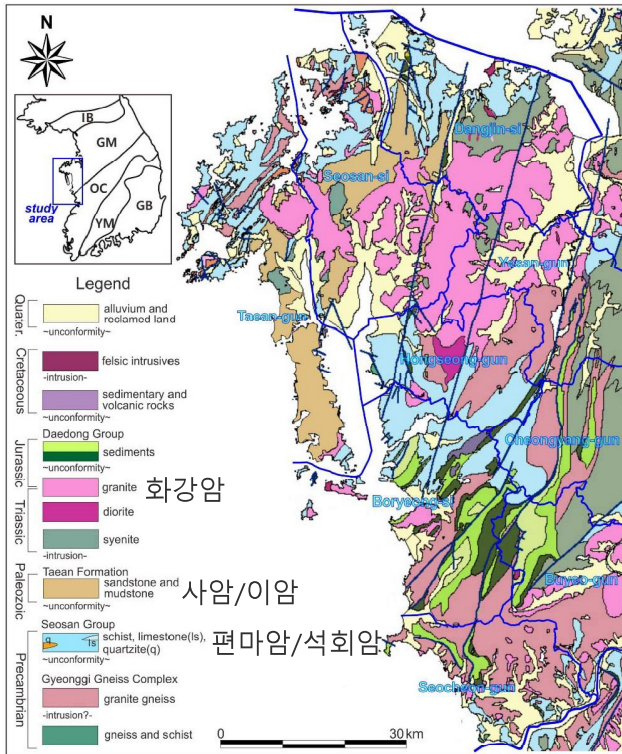 N
IB
GM
OC
GB
YM
study
area
Dangjin-si
Seosan-si
Yesan-gun
Taean-gun
Hongseong-gun
Cheongyang-gun
Boryeong-si
Buyeo-gun
Seocheon-gun
Legend
Quater.
alluvium and
reclaimed land
~unconformity~
Cretaceous
felsic intrusives
-intrusion-
sedimentary and
volcanic rocks
~unconformity~
Jurassic
Daedong Group
sediments
~unconformity~
granite 화강암
Triassic
diorite
syenite
-intrusion-
Paleozoic
Taean Formation
sandstone and
mudstone 사암/이암
~unconformity~
Precambrian
Seosan Group
q ls schist, limestone(ls),
quartzite(q) 편마암/석회암
~unconformity~
Gyeonggi Gneiss Complex
granite gneiss
-intrusion?-
gneiss and schist
0 30 km